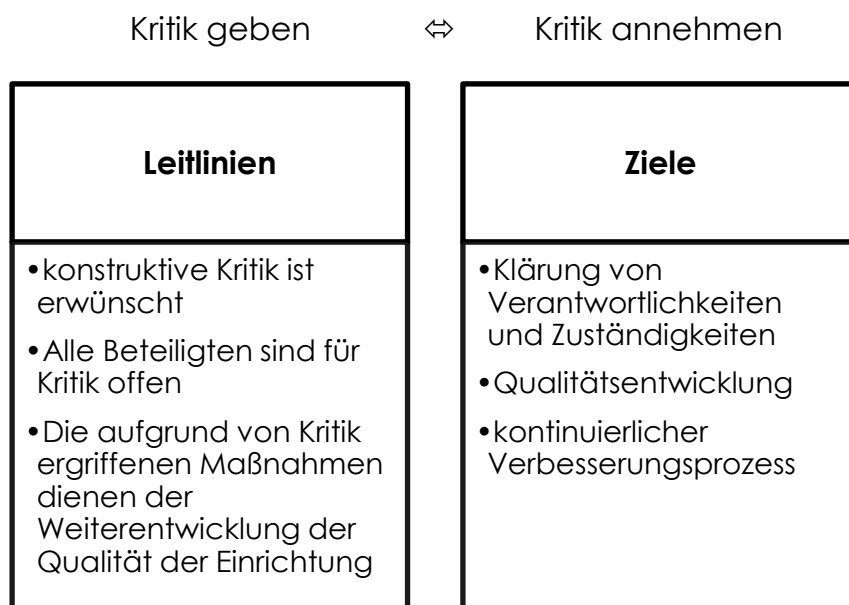 Kritik geben ⇔ Kritik annehmen
Leitlinien
•konstruktive Kritik ist
erwünscht
•Alle Beteiligten sind für
Kritik offen
•Die aufgrund von Kritik
ergriffenen Maßnahmen
dienen der
Weiterentwicklung der
Qualität der Einrichtung
Ziele
•Klärung von
Verantwortlichkeiten
und Zuständigkeiten
•Qualitätsentwicklung
•kontinuierlicher
Verbesserungsprozess